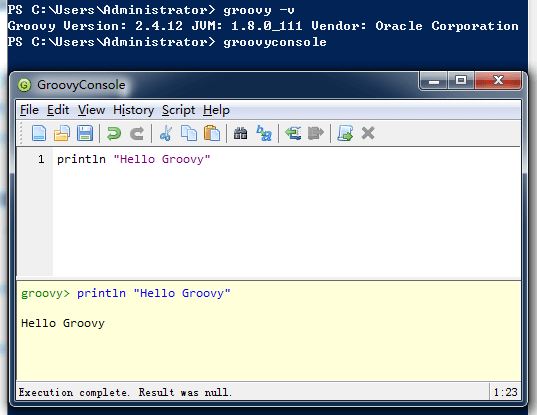 PS C:\Users\Administrator> groovy -v
Groovy Version: 2.4.12 JVM: 1.8.0_111 Vendor: Oracle Corporation
PS C:\Users\Administrator> groovyconsole
GroovyConsole
File Edit View History Script Help
1 println "Hello Groovy"
groovy> println "Hello Groovy"
Hello Groovy
Execution complete. Result was null. 1:23